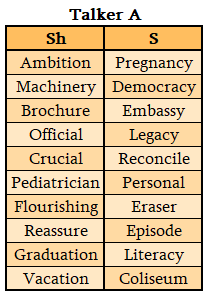 Talker A
Sh S
Ambition Pregnancy
Machinery Democracy
Brochure Embassy
Official Legacy
Crucial Reconcile
Pediatrician Personal
Flourishing Eraser
Reassure Episode
Graduation Literacy
Vacation Coliseum